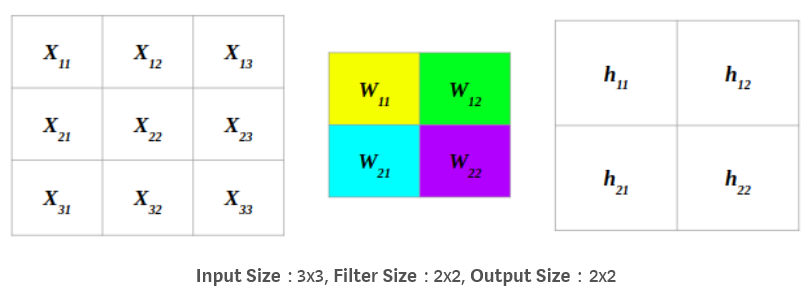 X11 X12 X13
X21 X22 X23
X31 X32 X33
W11 W12
W21 W22
h11 h12
h21 h22
Input Size : 3x3, Filter Size : 2x2, Output Size : 2x2